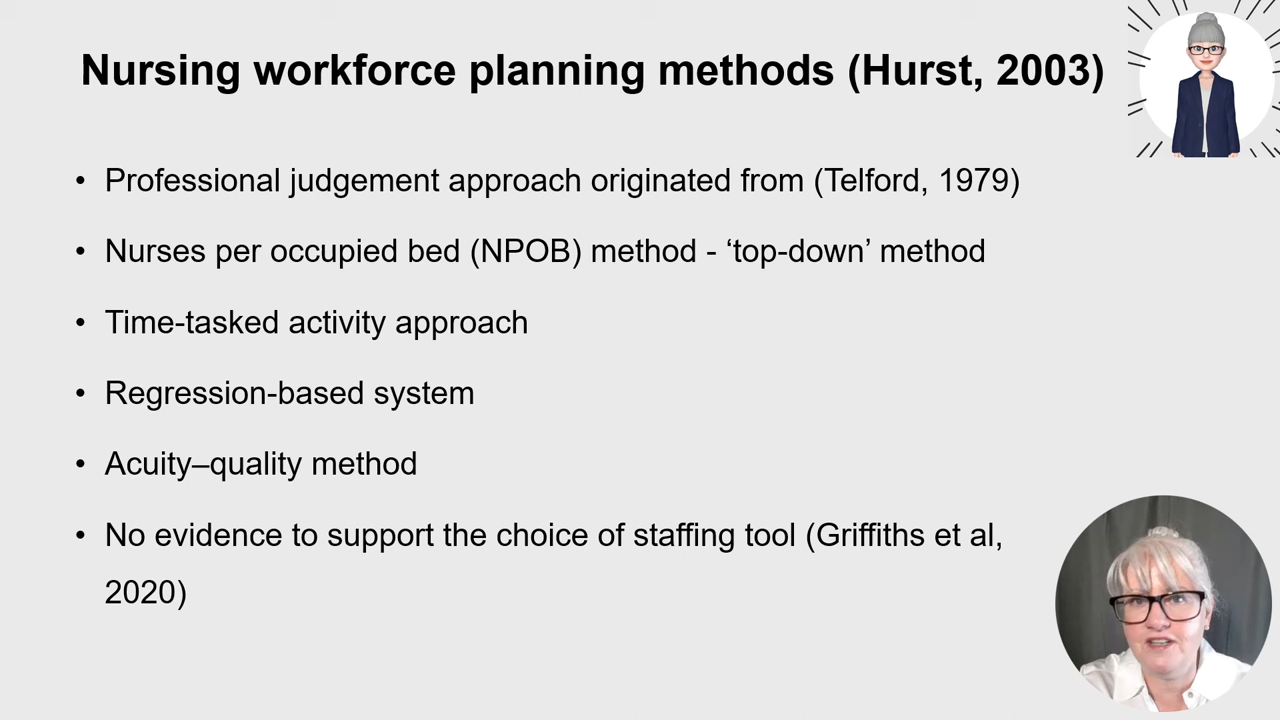 Nursing workforce planning methods (Hurst, 2003)
• Professional judgement approach originated from (Telford, 1979)
• Nurses per occupied bed (NPOB) method - ‘top-down’ method
• Time-tasked activity approach
• Regression-based system
• Acuity–quality method
• No evidence to support the choice of staffing tool (Griffiths et al,
2020)